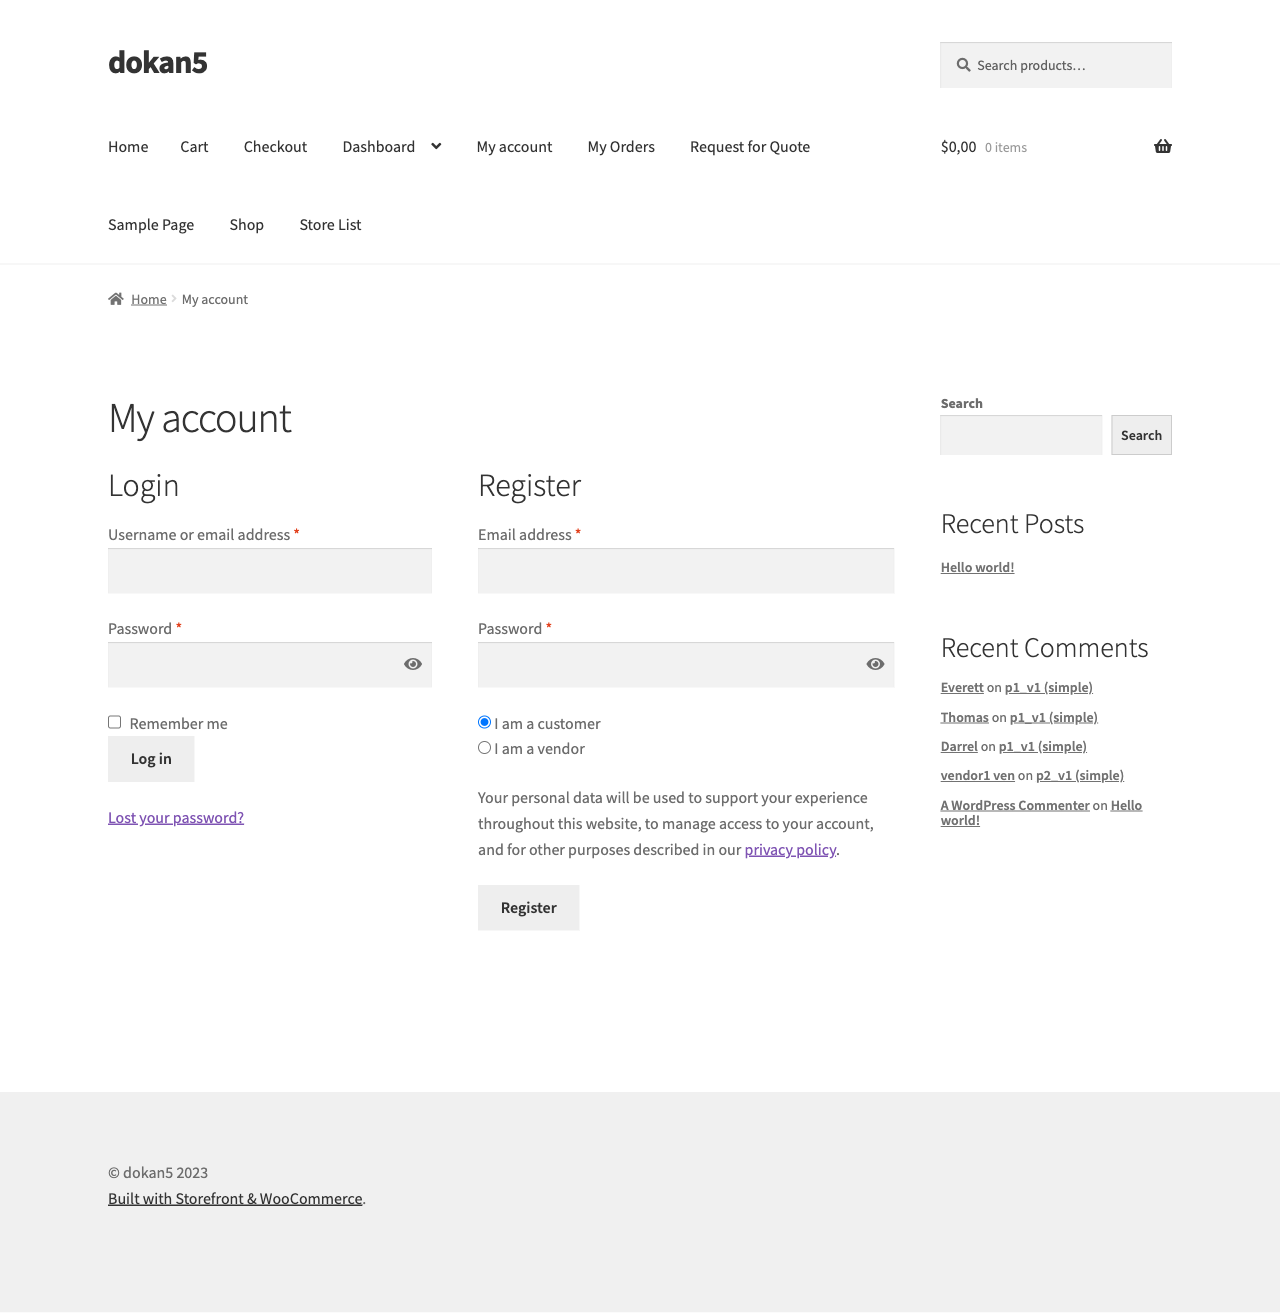 dokan5
Search products…
Home Cart Checkout Dashboard My account My Orders Request for Quote
$0,00 0 items
Sample Page Shop Store List
Home My account
My account
Login
Username or email address *
Password *
Remember me
Log in
Lost your password?
Register
Email address *
Password *
I am a customer
I am a vendor
Your personal data will be used to support your experience
throughout this website, to manage access to your account,
and for other purposes described in our privacy policy.
Register
Search
Search
Recent Posts
Hello world!
Recent Comments
Everett on p1_v1 (simple)
Thomas on p1_v1 (simple)
Darrel on p1_v1 (simple)
vendor1 ven on p2_v1 (simple)
A WordPress Commenter on Hello
world!
© dokan5 2023
Built with Storefront & WooCommerce.